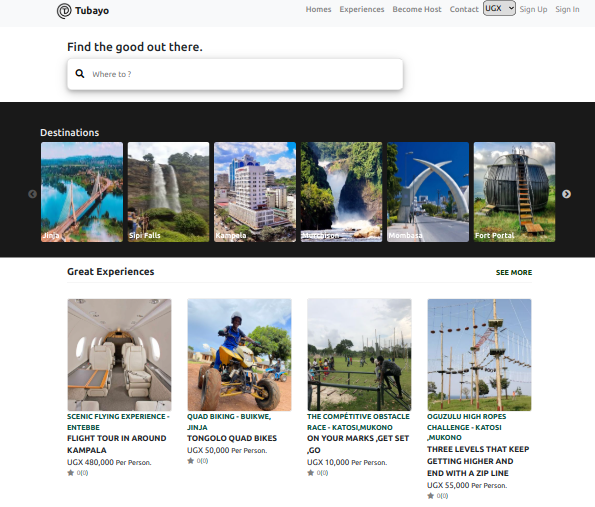 Tubayo
Homes Experiences Become Host Contact UGX Sign Up Sign In
Find the good out there.
Where to ?
Destinations
Jinja Sipi Falls Kampela Murchison Mombasa Fort Portal
Great Experiences SEE MORE
SCENIC FLYING EXPERIENCE -
ENTEBBE
FLIGHT TOUR IN AROUND
KAMPALA
UGX 480,000 Per Person.
0(0)
QUAD BIKING - BUIKWE,
JINJA
TONGOLO QUAD BIKES
UGX 50,000 Per Person.
0(0)
THE COMPETITIVE OBSTACLE
RACE - KATOSI,MUKONO
ON YOUR MARKS ,GET SET
,GO
UGX 10,000 Per Person.
0(0)
OGUZULU HIGH ROPES
CHALLENGE - KATOSI
,MUKONO
THREE LEVELS THAT KEEP
GETTING HIGHER AND
END WITH A ZIP LINE
UGX 55,000 Per Person.
0(0)